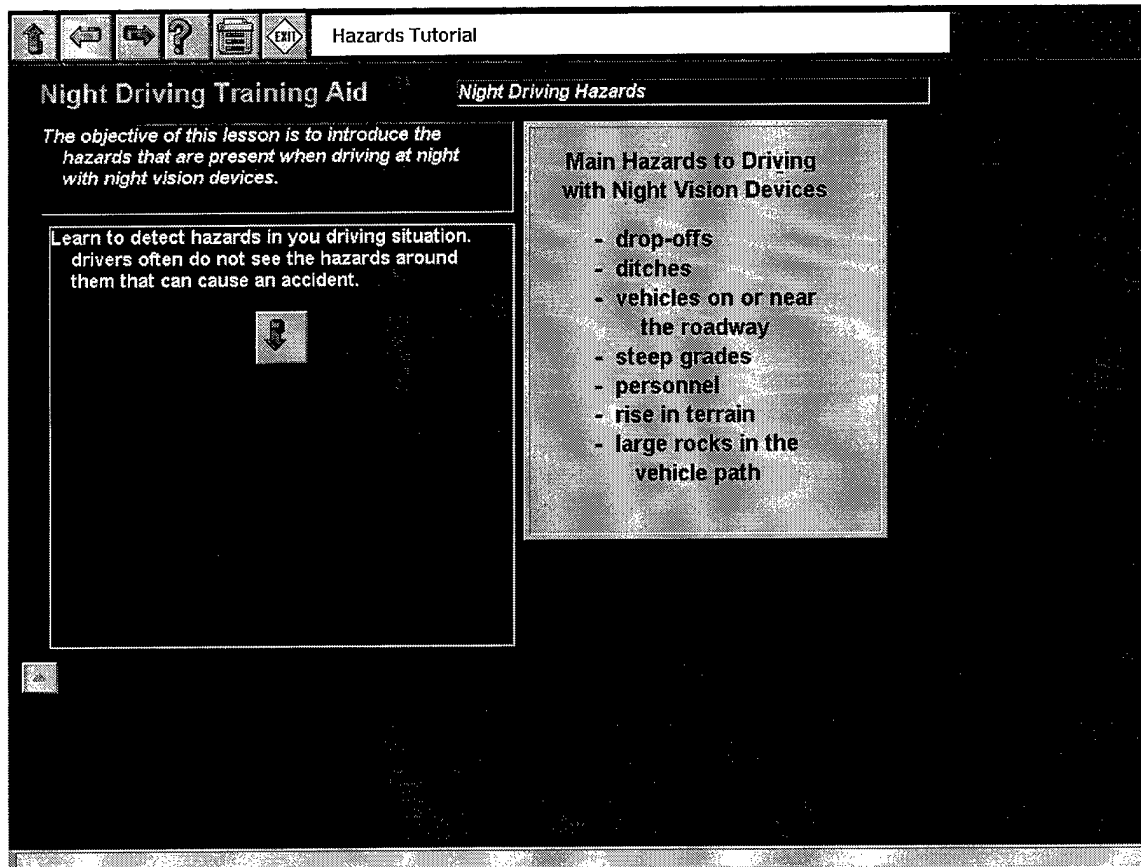 EXIT
Hazards Tutorial
Night Driving Training Aid
Night Driving Hazards
The objective of this lesson is to introduce the
hazards that are present when driving at night
with night vision devices.
Learn to detect hazards in you driving situation.
drivers often do not see the hazards around
them that can cause an accident.
Main Hazards to Driving
with Night Vision Devices
- drop-offs
- ditches
- vehicles on or near
the roadway
- steep grades
- personnel
- rise in terrain
- large rocks in the
vehicle path